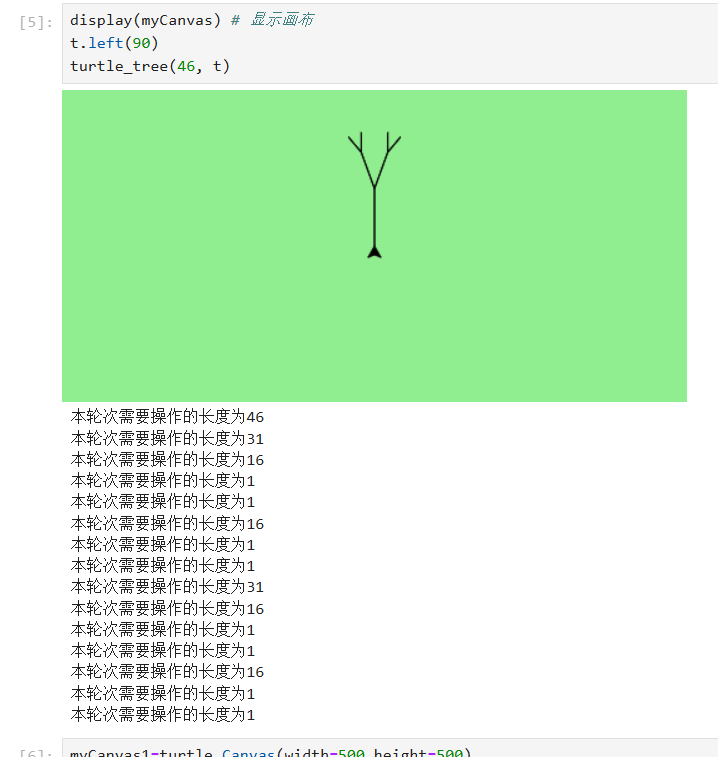 [5]:
display(myCanvas) # 显示画布
t.left(90)
turtle_tree(46, t)
本轮次需要操作的长度为46
本轮次需要操作的长度为31
本轮次需要操作的长度为16
本轮次需要操作的长度为1
本轮次需要操作的长度为1
本轮次需要操作的长度为16
本轮次需要操作的长度为1
本轮次需要操作的长度为1
本轮次需要操作的长度为31
本轮次需要操作的长度为16
本轮次需要操作的长度为1
本轮次需要操作的长度为1
本轮次需要操作的长度为16
本轮次需要操作的长度为1
本轮次需要操作的长度为1
[6]:
myCanvas1=turtle.Canvas(width=500,height=500)